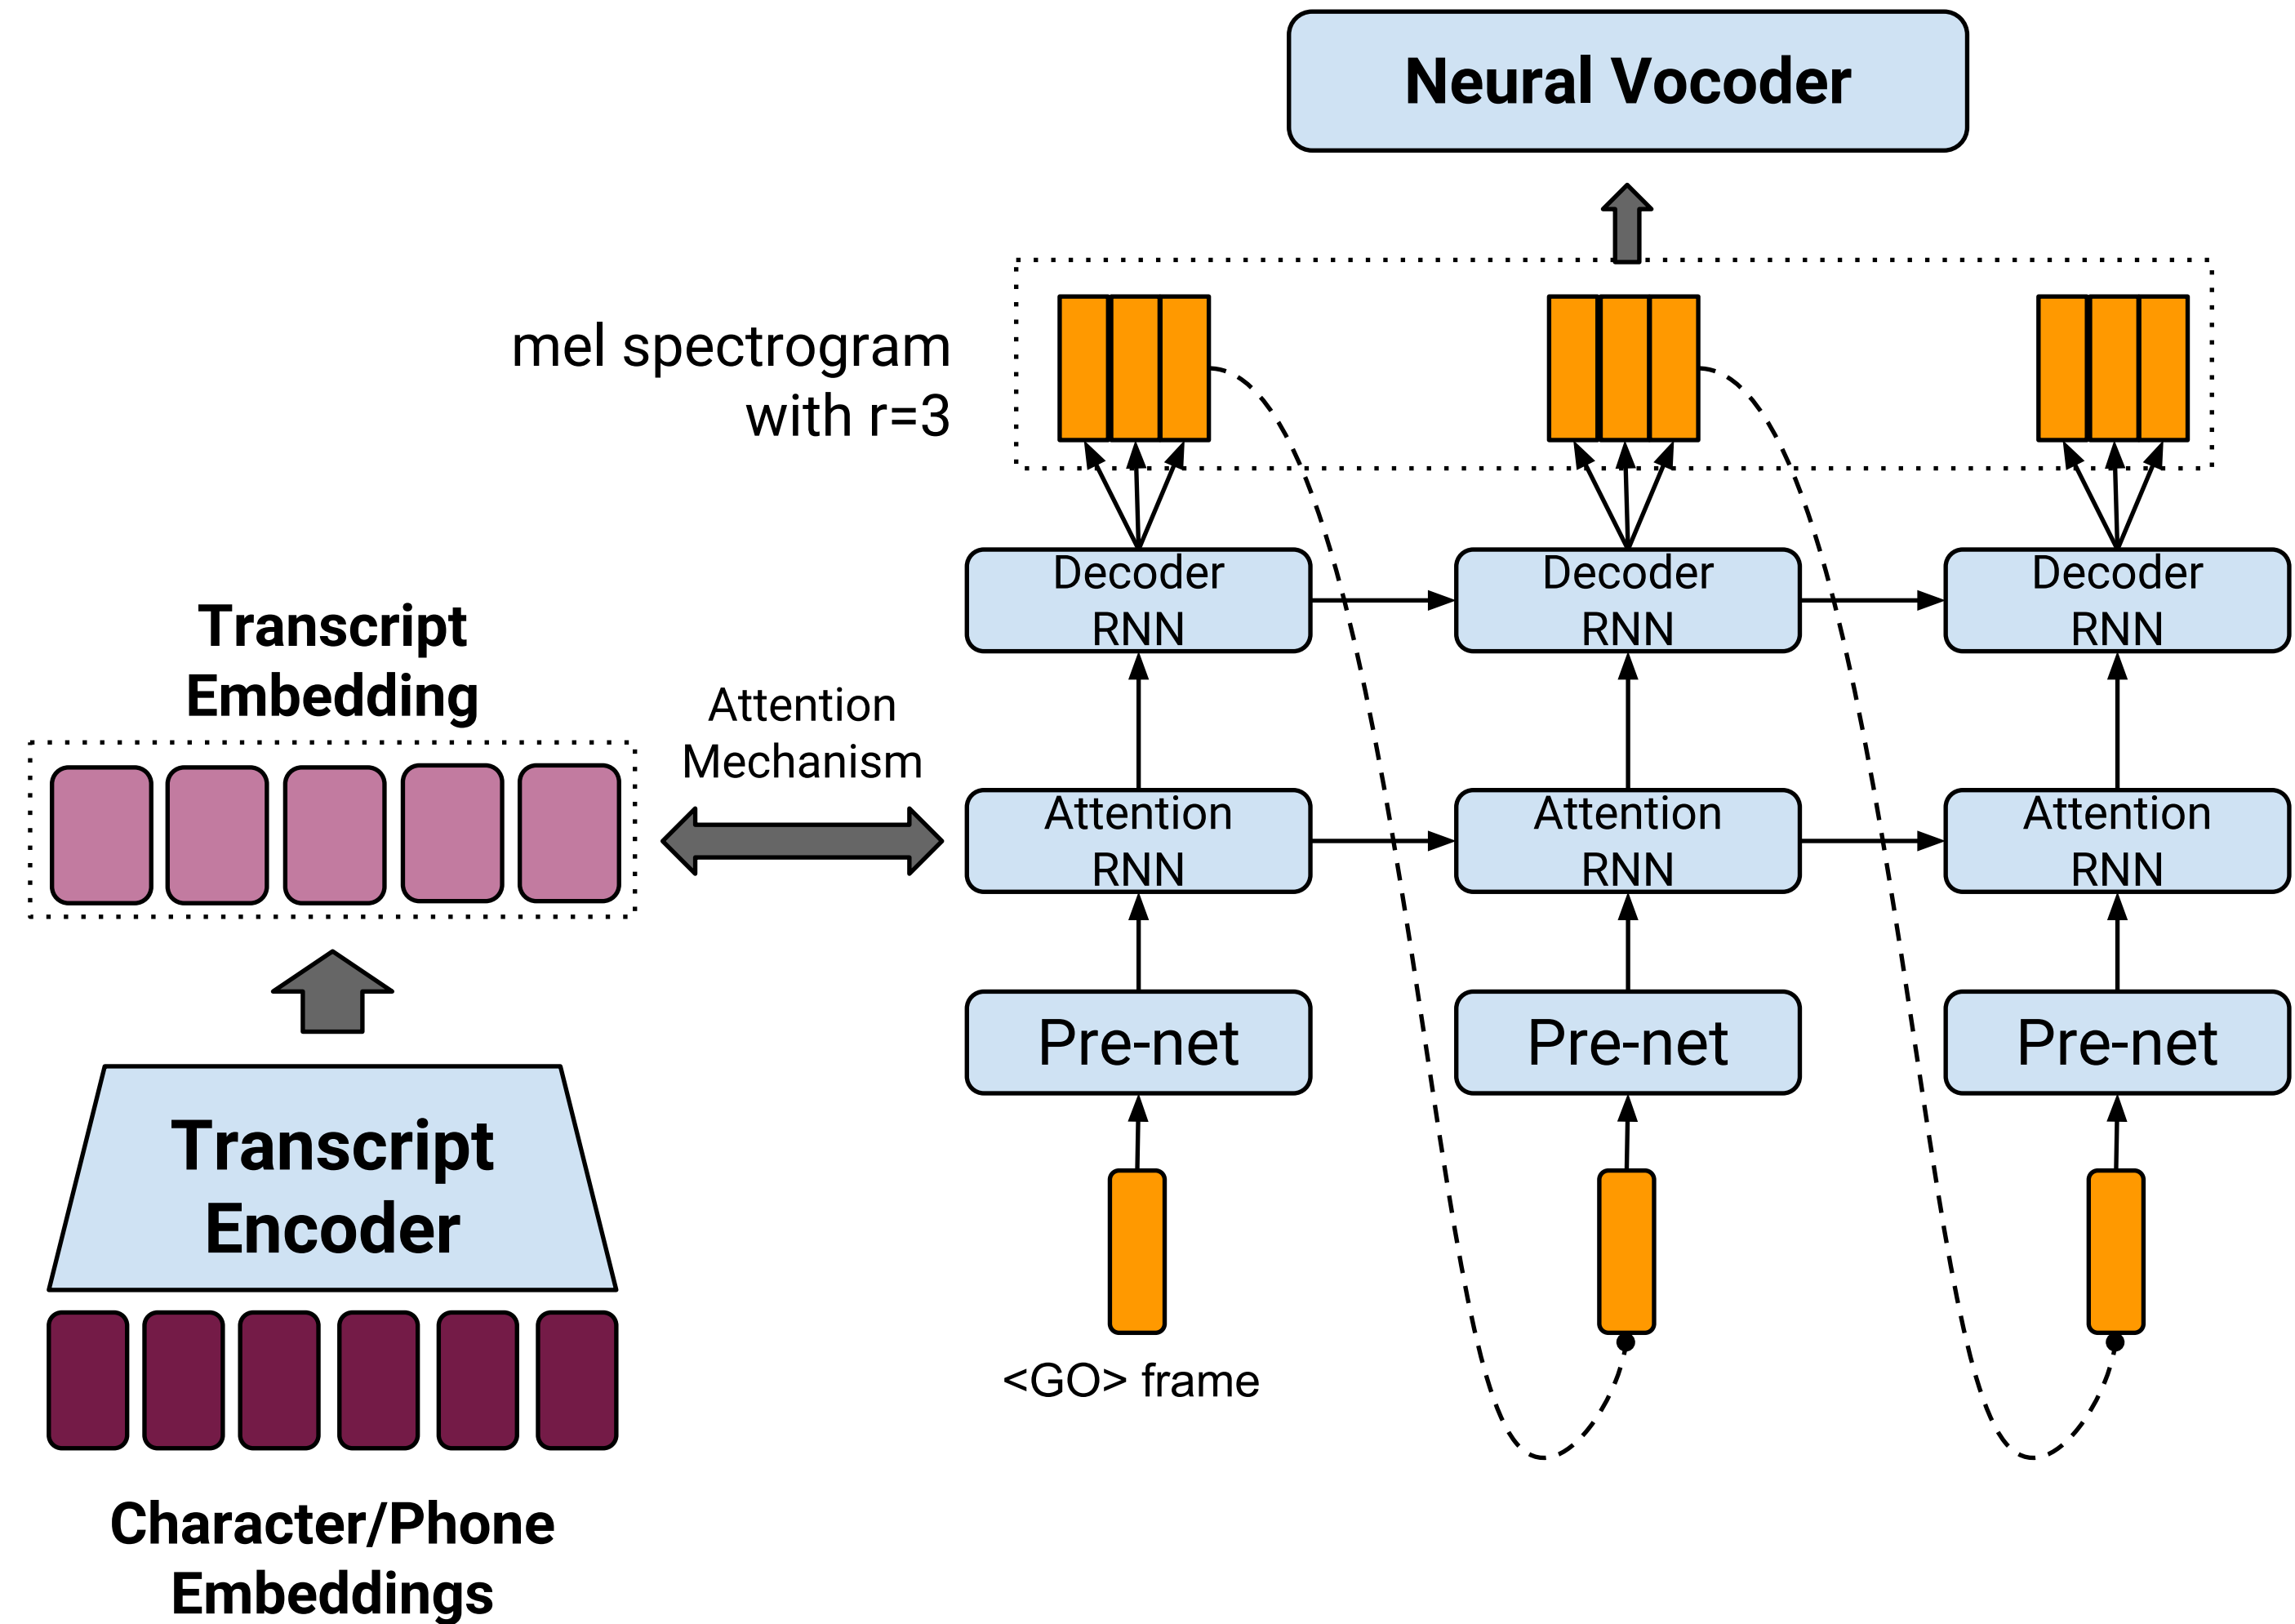 Neural Vocoder
mel spectrogram
with r=3
Decoder
RNN
Decoder
RNN
Decoder
RNN
Transcript
Embedding
Attention
Mechanism
Attention
RNN
Attention
RNN
Attention
RNN
Pre-net
Pre-net
Pre-net
Transcript
Encoder
<GO> frame
Character/Phone
Embeddings